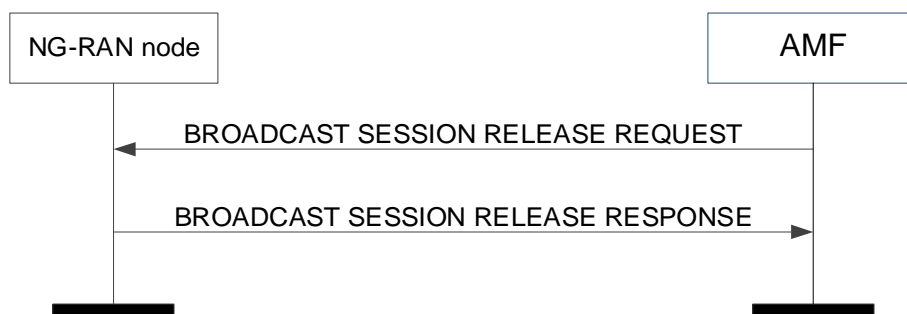 NG-RAN node
AMF
BROADCAST SESSION RELEASE REQUEST
BROADCAST SESSION RELEASE RESPONSE